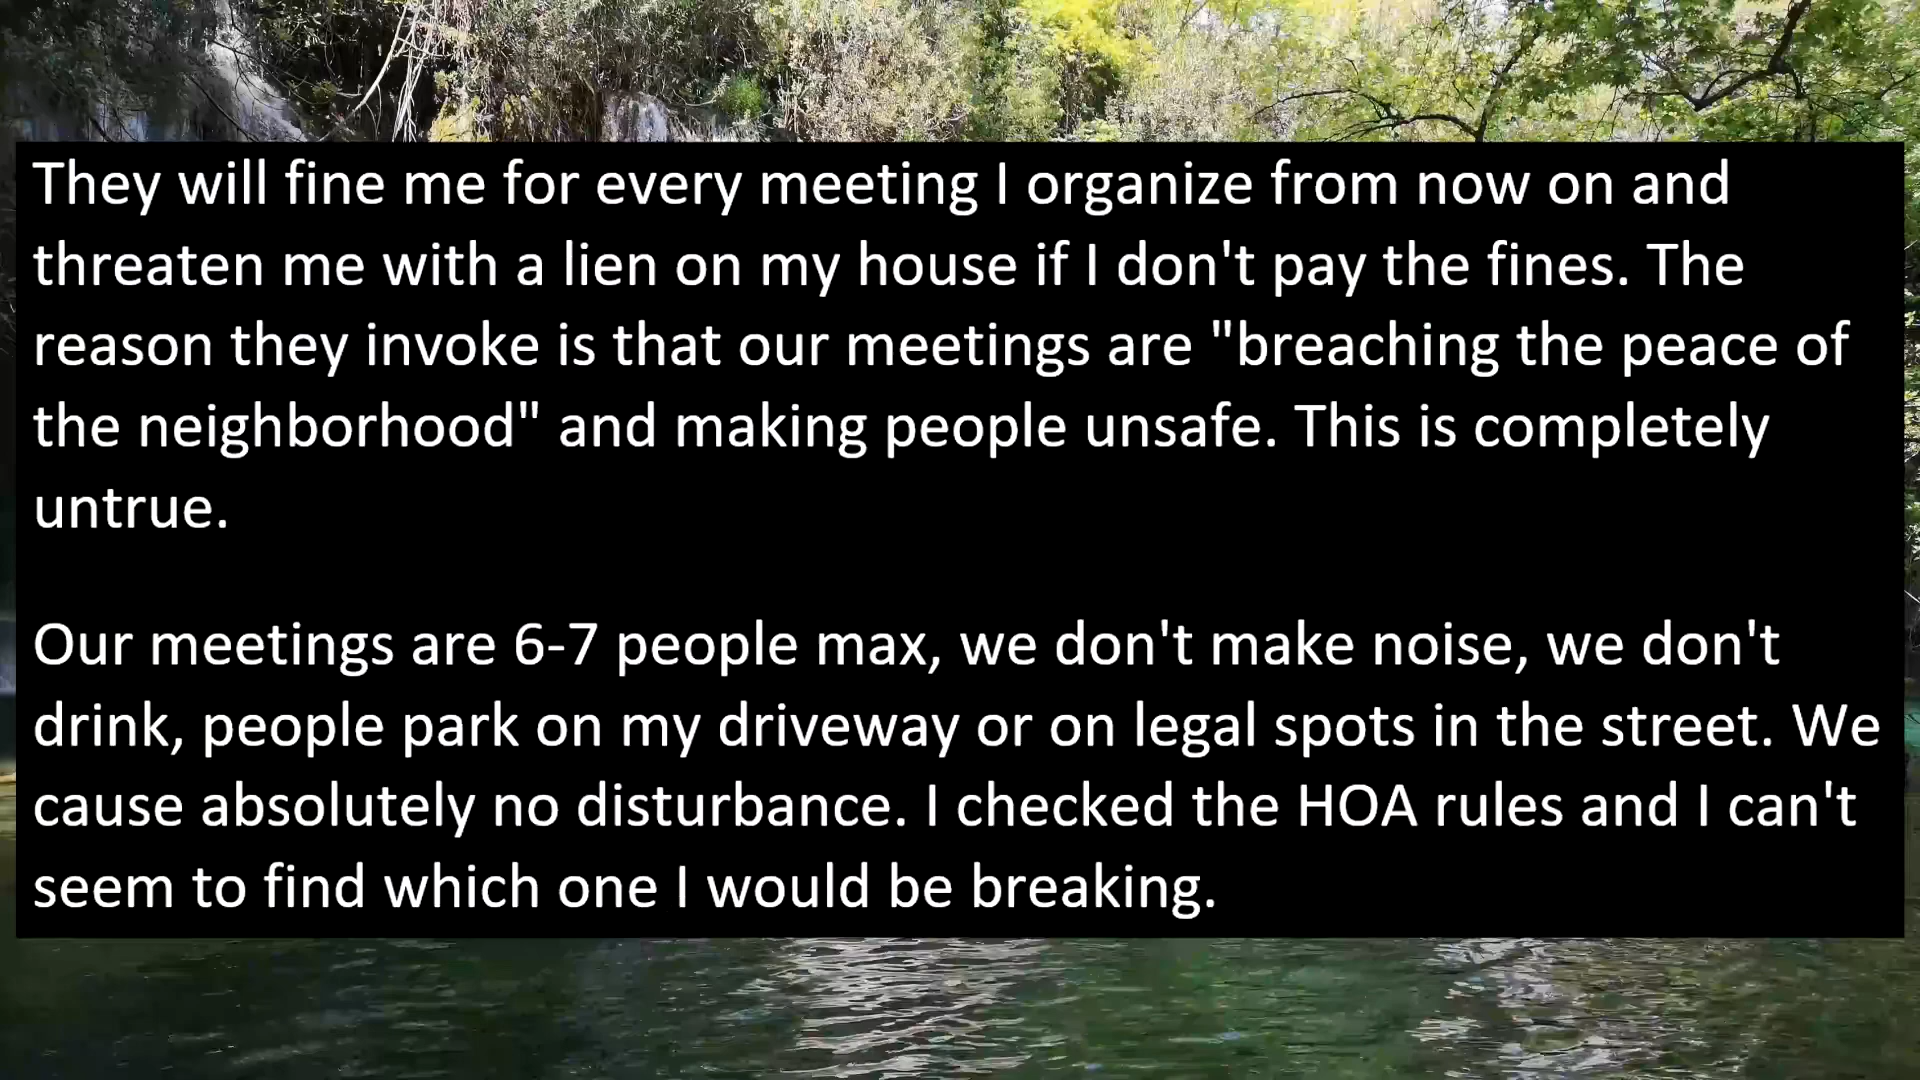 They will fine me for every meeting I organize from now on and
threaten me with a lien on my house if I don't pay the fines. The
reason they invoke is that our meetings are "breaching the peace of
the neighborhood" and making people unsafe. This is completely
untrue.
Our meetings are 6-7 people max, we don't make noise, we don't
drink, people park on my driveway or on legal spots in the street. We
cause absolutely no disturbance. I checked the HOA rules and I can't
seem to find which one I would be breaking.